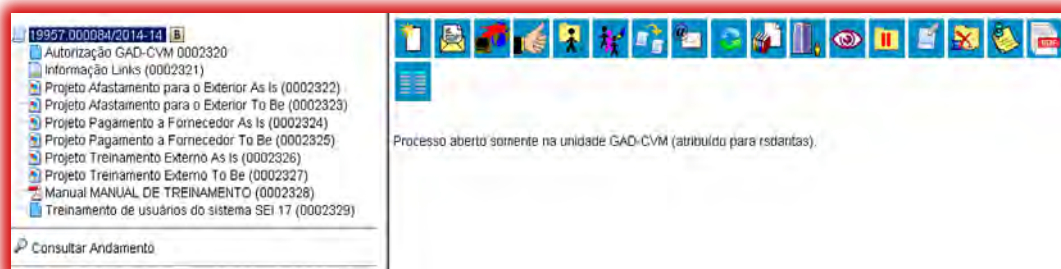 19957.000084/2014-14 B
Autorização GAD-CVM 0002320
Informação Links (0002321)
Projeto Afastamento para o Exterior As Is (0002322)
Projeto Afastamento para o Exterior To Be (0002323)
Projeto Pagamento a Fornecedor As Is (0002324)
Projeto Pagamento a Fornecedor To Be (0002325)
Projeto Treinamento Externo As Is (0002326)
Projeto Treinamento Externo To Be (0002327)
Manual MANUAL DE TREINAMENTO (0002328)
Treinamento de usuários do sistema SEI 17 (0002329)
Consultar Andamento
Processo aberto somente na unidade GAD-CVM (atribuído para rsdantas).